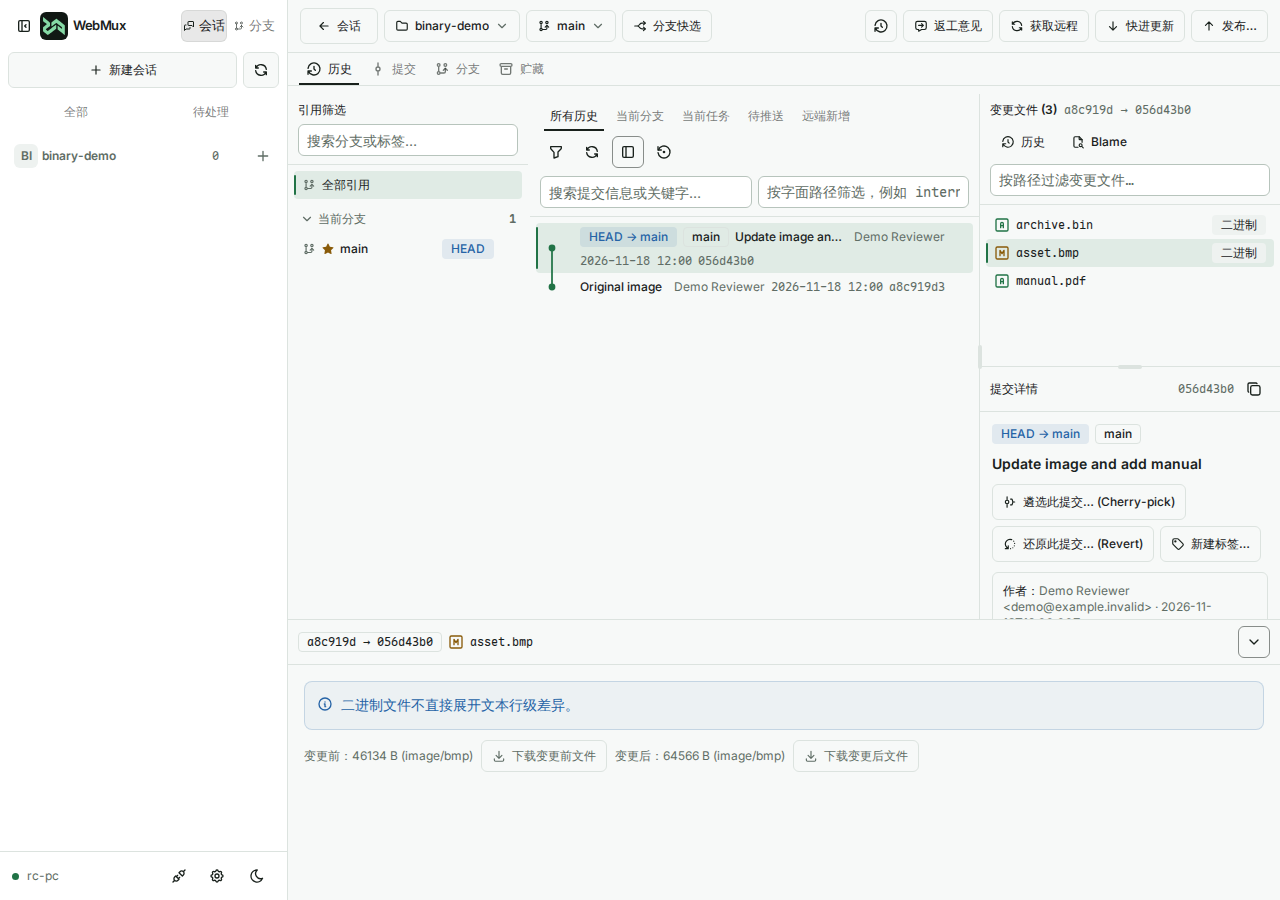 WebMux
会话
分支
新建会话
全部
待处理
BI binary-demo 0
rc-pc
会话
binary-demo
main
分支快选
返工意见
获取远程
快进更新
发布...
历史
提交
分支
贮藏
引用筛选
搜索分支或标签...
全部引用
当前分支 1
main HEAD
所有历史
当前分支
当前任务
待推送
远端新增
搜索提交信息或关键字...
按字面路径筛选，例如 intern
HEAD → main main Update image an... Demo Reviewer
2026-11-18 12:00 056d43b0
Original image Demo Reviewer 2026-11-18 12:00 a8c919d3
变更文件 (3) a8c919d → 056d43b0
历史
Blame
按路径过滤变更文件…
A archive.bin 二进制
M asset.bmp 二进制
A manual.pdf
提交详情 056d43b0
HEAD → main main
Update image and add manual
遴选此提交... (Cherry-pick)
还原此提交... (Revert)
新建标签...
作者：Demo Reviewer
<demo@example.invalid> · 2026-11-
a8c919d → 056d43b0 M asset.bmp
二进制文件不直接展开文本行级差异。
变更前：46134 B (image/bmp) 下载变更前文件 变更后：64566 B (image/bmp) 下载变更后文件